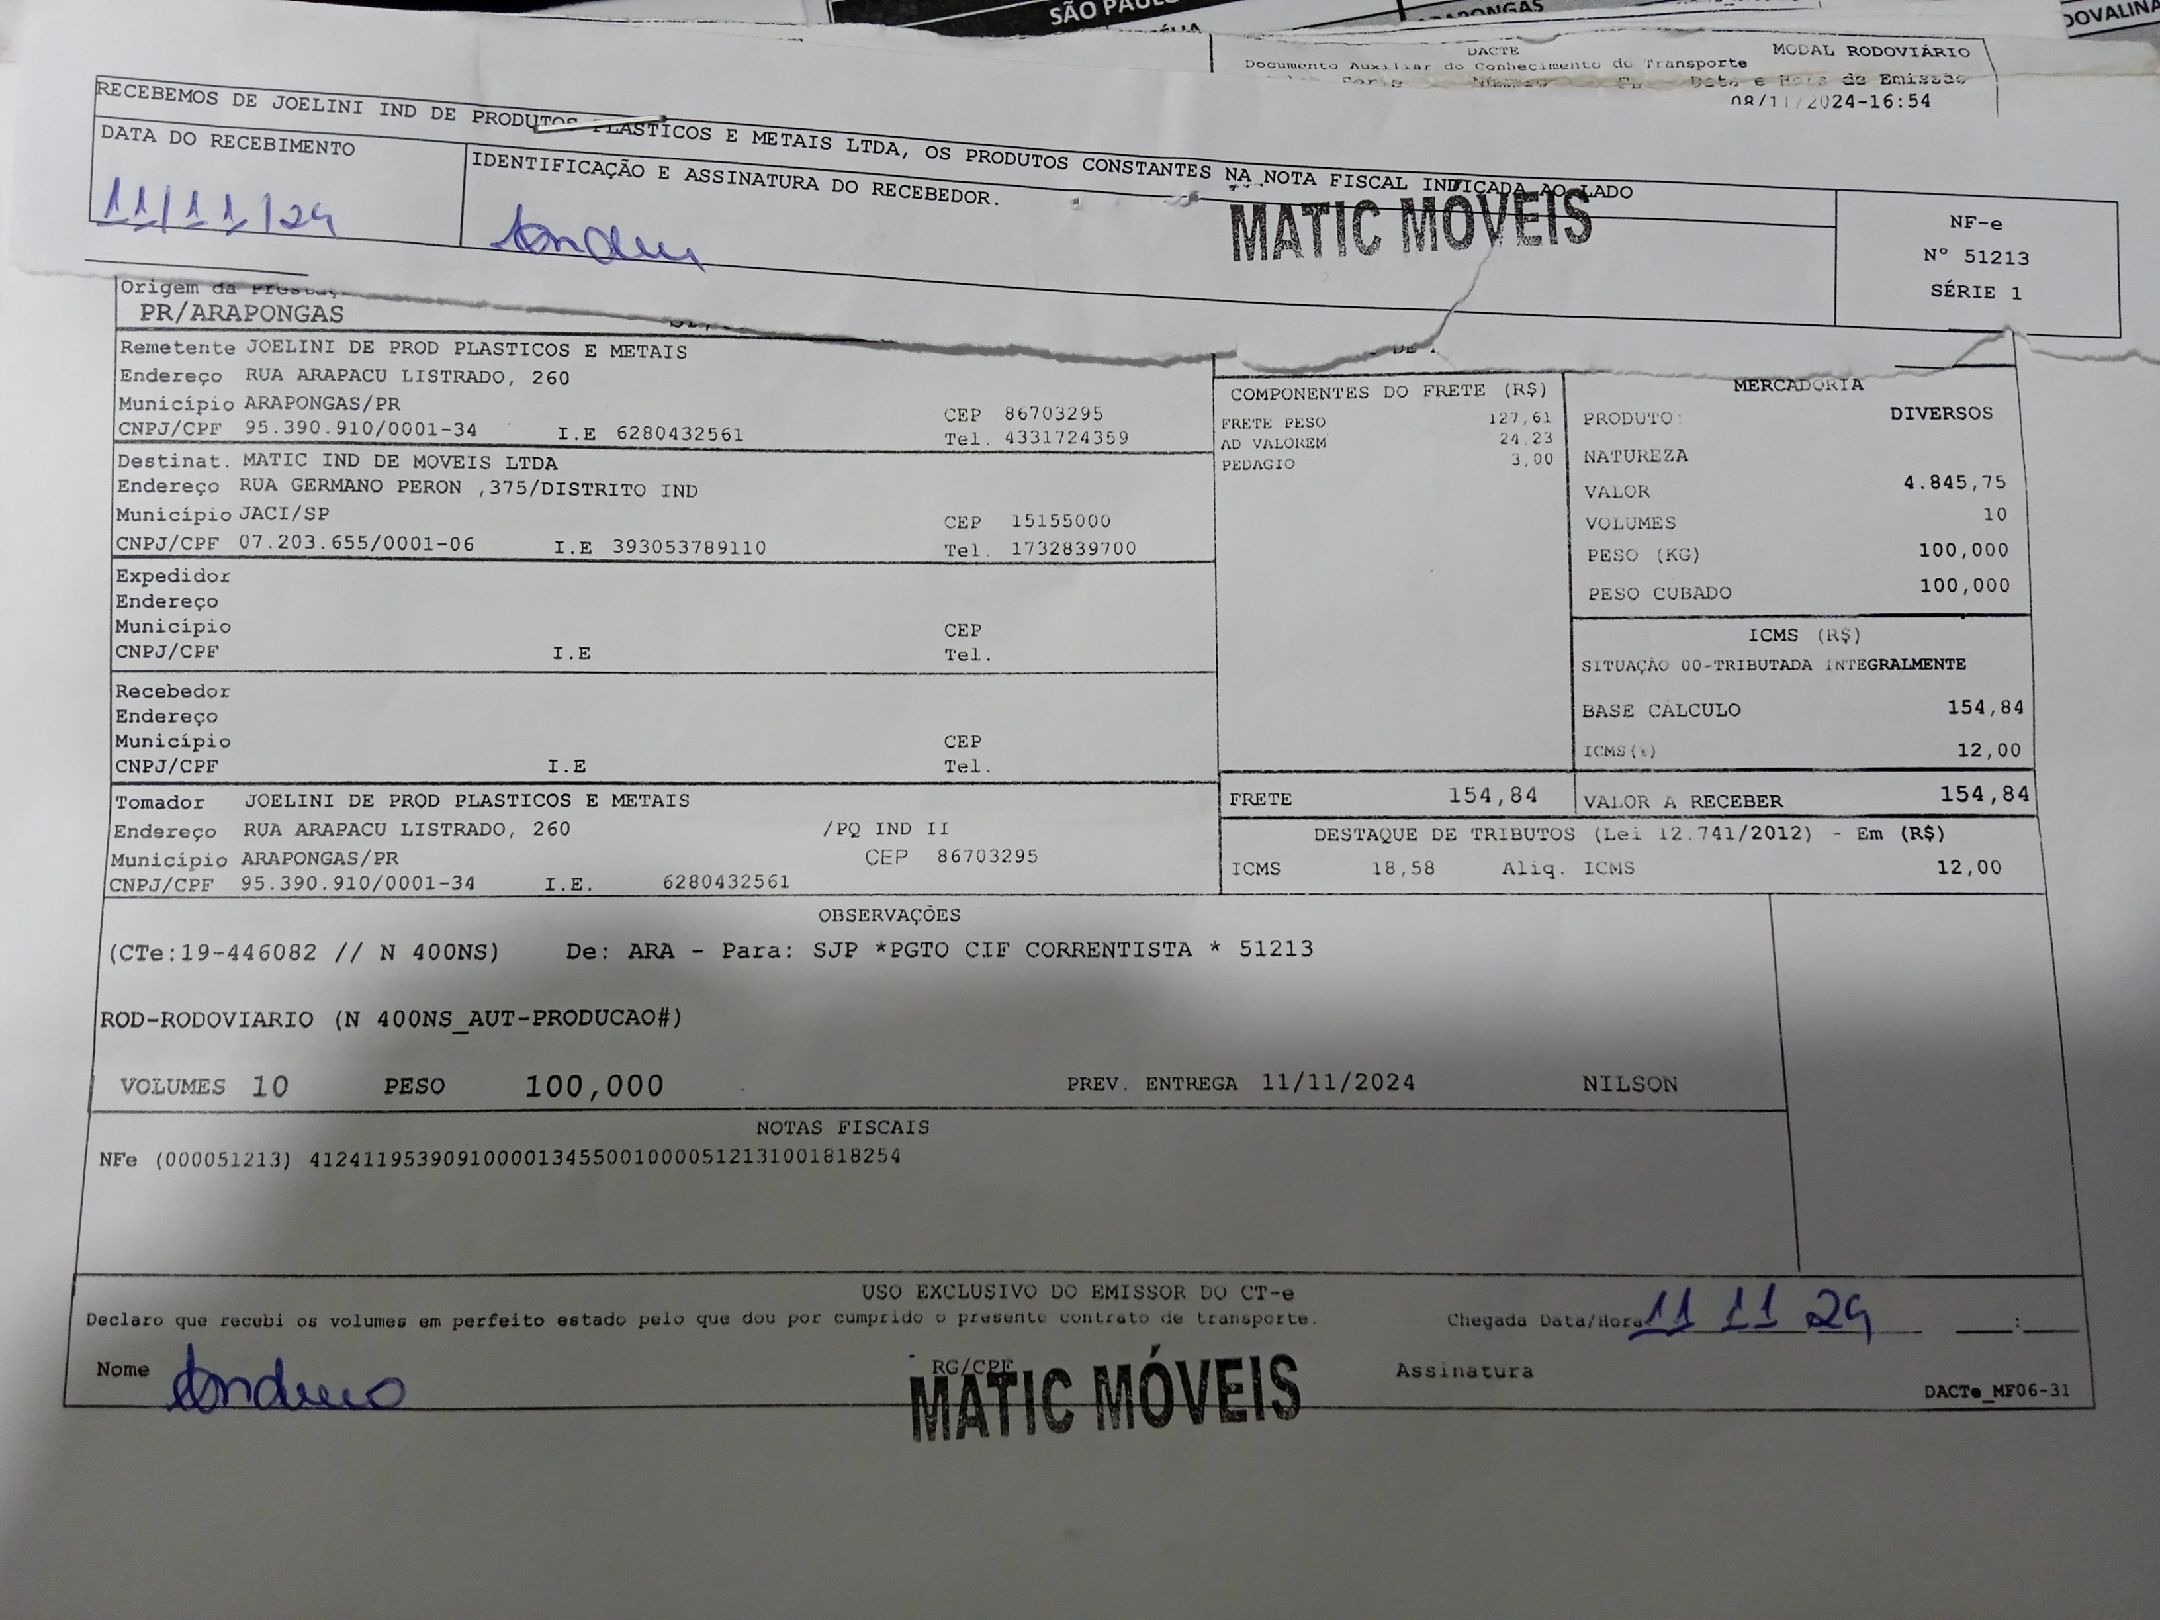 SÃO PAULO
ARAPONGAS
DOVALINA
DACTE
MODAL RODOVIÁRIO
Documento Auxiliar do Conhecimento de Transporte
Data e Hora de Emissão
08/11/2024-16:54
RECEBEMOS DE JOELINI IND DE PRODUTOS PLASTICOS E METAIS LTDA, OS PRODUTOS CONSTANTES NA NOTA FISCAL INDICADA AO LADO
DATA DO RECEBIMENTO
IDENTIFICAÇÃO E ASSINATURA DO RECEBEDOR.
11/11/24
MATIC MOVEIS
NF-e
Nº 51213
SÉRIE 1
Origem da
PR/ARAPONGAS
Remetente JOELINI DE PROD PLASTICOS E METAIS
Endereço RUA ARAPACU LISTRADO, 260
Município ARAPONGAS/PR CEP 86703295
CNPJ/CPF 95.390.910/0001-34 I.E 6280432561 Tel. 4331724359
Destinat. MATIC IND DE MOVEIS LTDA
Endereço RUA GERMANO PERON ,375/DISTRITO IND
Município JACI/SP CEP 15155000
CNPJ/CPF 07.203.655/0001-06 I.E 393053789110 Tel. 1732839700
Expedidor
Endereço
Município CEP
CNPJ/CPF I.E Tel.
Recebedor
Endereço
Município CEP
CNPJ/CPF I.E Tel.
Tomador JOELINI DE PROD PLASTICOS E METAIS
Endereço RUA ARAPACU LISTRADO, 260 /PQ IND II
Município ARAPONGAS/PR CEP 86703295
CNPJ/CPF 95.390.910/0001-34 I.E. 6280432561
COMPONENTES DO FRETE (R$)
FRETE PESO 127,61
AD VALOREM 24,23
PEDAGIO 3,00
MERCADORIA
PRODUTO: DIVERSOS
NATUREZA
VALOR 4.845,75
VOLUMES 10
PESO (KG) 100,000
PESO CUBADO 100,000
ICMS (R$)
SITUAÇÃO 00-TRIBUTADA INTEGRALMENTE
BASE CÁLCULO 154,84
ICMS(%) 12,00
FRETE 154,84
VALOR A RECEBER 154,84
DESTAQUE DE TRIBUTOS (Lei 12.741/2012) - Em (R$)
ICMS 18,58 Aliq. ICMS 12,00
OBSERVAÇÕES
(CTe:19-446082 // N 400NS) De: ARA - Para: SJP *PGTO CIF CORRENTISTA * 51213
ROD-RODOVIARIO (N 400NS_AUT-PRODUCAO#)
VOLUMES 10 PESO 100,000 PREV. ENTREGA 11/11/2024 NILSON
NOTAS FISCAIS
NFe (000051213) 41241195390910000134550010000512131001818254
USO EXCLUSIVO DO EMISSOR DO CT-e
Declaro que recebi os volumes em perfeito estado pelo que dou por cumprido o presente contrato de transporte. Chegada Data/Hora 11 11 24 :
Nome RG/CPF Assinatura
MATIC MÓVEIS
DACTe_MF06-31